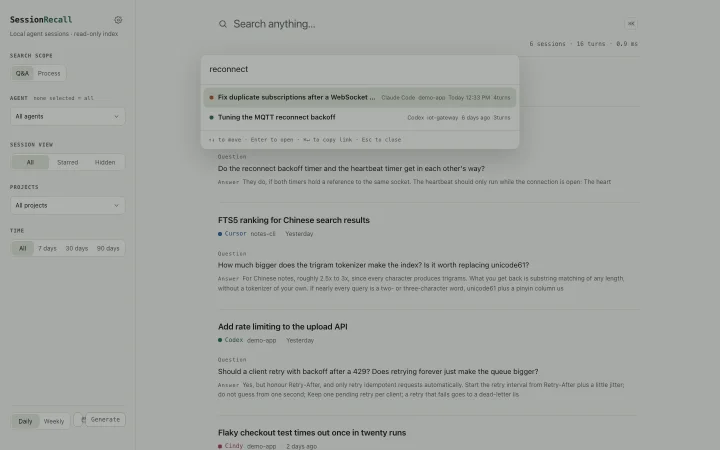 SessionRecall
Local agent sessions · read-only index
SEARCH SCOPE
Q&A Process
AGENT none selected = all
All agents
SESSION VIEW
All Starred Hidden
PROJECTS
All projects
TIME
All 7 days 30 days 90 days
Daily Weekly Generate
Search anything...
⌘K
6 sessions · 16 turns · 0.9 ms
reconnect
Fix duplicate subscriptions after a WebSocket ... Claude Code demo-app Today 12:33 PM 4turns
Tuning the MQTT reconnect backoff Codex iot-gateway 6 days ago 3turns
↑↓ to move · Enter to open · ⌘↵ to copy link · Esc to close
Question
Do the reconnect backoff timer and the heartbeat timer get in each other's way?
Answer They do, if both timers hold a reference to the same socket. The heartbeat should only run while the connection is open: The heart
FTS5 ranking for Chinese search results
Cursor notes-cli Yesterday
Question
How much bigger does the trigram tokenizer make the index? Is it worth replacing unicode61?
Answer For Chinese notes, roughly 2.5x to 3x, since every character produces trigrams. What you get back is substring matching of any length,
without a tokenizer of your own. If nearly every query is a two- or three-character word, unicode61 plus a pinyin column us
Add rate limiting to the upload API
Codex demo-app Yesterday
Question
Should a client retry with backoff after a 429? Does retrying forever just make the queue bigger?
Answer Yes, but honour Retry-After, and only retry idempotent requests automatically. Start the retry interval from Retry-After plus a little jitter;
do not guess from one second; Keep one pending retry per client; a retry that fails goes to a dead-letter lis
Flaky checkout test times out once in twenty runs
Cindy demo-app 2 days ago